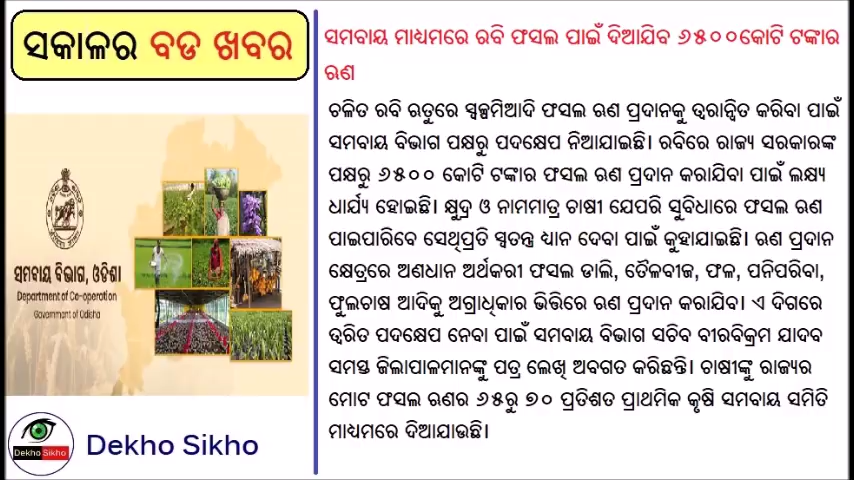 ସକାଳର ବଡ ଖବର
ସମବାୟ ବିଭାଗ, ଓଡ଼ିଶା
Department of Co-operation
Government of Odisha
Dekho Sikho
Dekho Sikho
ସମବାୟ ମାଧ୍ୟମରେ ରବି ଫସଲ ପାଇଁ ଦିଆଯିବ ୬୫୦୦କୋଟି ଟଙ୍କାର
ଋଣ
ଚଳିତ ରବି ଋତୁରେ ସ୍ୱଳ୍ପମିଆଦି ଫସଲ ଋଣ ପ୍ରଦାନକୁ ତ୍ୱରାନ୍ୱିତ କରିବା ପାଇଁ
ସମବାୟ ବିଭାଗ ପକ୍ଷରୁ ପଦକ୍ଷେପ ନିଆଯାଇଛି। ରବିରେ ରାଜ୍ୟ ସରକାରଙ୍କ
ପକ୍ଷରୁ ୬୫୦୦ କୋଟି ଟଙ୍କାର ଫସଲ ଋଣ ପ୍ରଦାନ କରାଯିବା ପାଇଁ ଲକ୍ଷ୍ୟ
ଧାର୍ଯ୍ୟ ହୋଇଛି। କ୍ଷୁଦ୍ର ଓ ନାମମାତ୍ର ଚାଷୀ ଯେପରି ସୁବିଧାରେ ଫସଲ ଋଣ
ପାଇପାରିବେ ସେଥିପ୍ରତି ସ୍ୱତନ୍ତ୍ର ଧ୍ୟାନ ଦେବା ପାଇଁ କୁହାଯାଇଛି। ଋଣ ପ୍ରଦାନ
କ୍ଷେତ୍ରରେ ଅଣଧାନ ଅର୍ଥକରୀ ଫସଲ ଡାଲି, ତୈଳବୀଜ, ଫଳ, ପନିପରିବା,
ଫୁଲଚାଷ ଆଦିକୁ ଅଗ୍ରାଧିକାର ଭିତ୍ତିରେ ଋଣ ପ୍ରଦାନ କରାଯିବ। ଏ ଦିଗରେ
ତ୍ୱରିତ ପଦକ୍ଷେପ ନେବା ପାଇଁ ସମବାୟ ବିଭାଗ ସଚିବ ବୀରବିକ୍ରମ ଯାଦବ
ସମସ୍ତ ଜିଲାପାଳମାନଙ୍କୁ ପତ୍ର ଲେଖି ଅବଗତ କରିଛନ୍ତି। ଚାଷୀଙ୍କୁ ରାଜ୍ୟର
ମୋଟ ଫସଲ ଋଣର ୬୫ରୁ ୭୦ ପ୍ରତିଶତ ପ୍ରାଥମିକ କୃଷି ସମବାୟ ସମିତି
ମାଧ୍ୟମରେ ଦିଆଯାଉଛି।